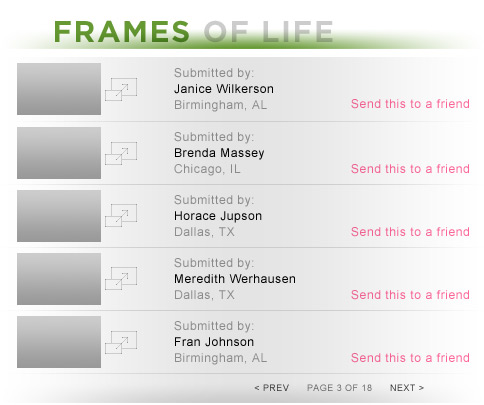 FRAMES OF LIFE
Submitted by:
Janice Wilkerson
Birmingham, AL
Send this to a friend
Submitted by:
Brenda Massey
Chicago, IL
Send this to a friend
Submitted by:
Horace Jupson
Dallas, TX
Send this to a friend
Submitted by:
Meredith Werhausen
Dallas, TX
Send this to a friend
Submitted by:
Fran Johnson
Birmingham, AL
Send this to a friend
< PREV PAGE 3 OF 18 NEXT >